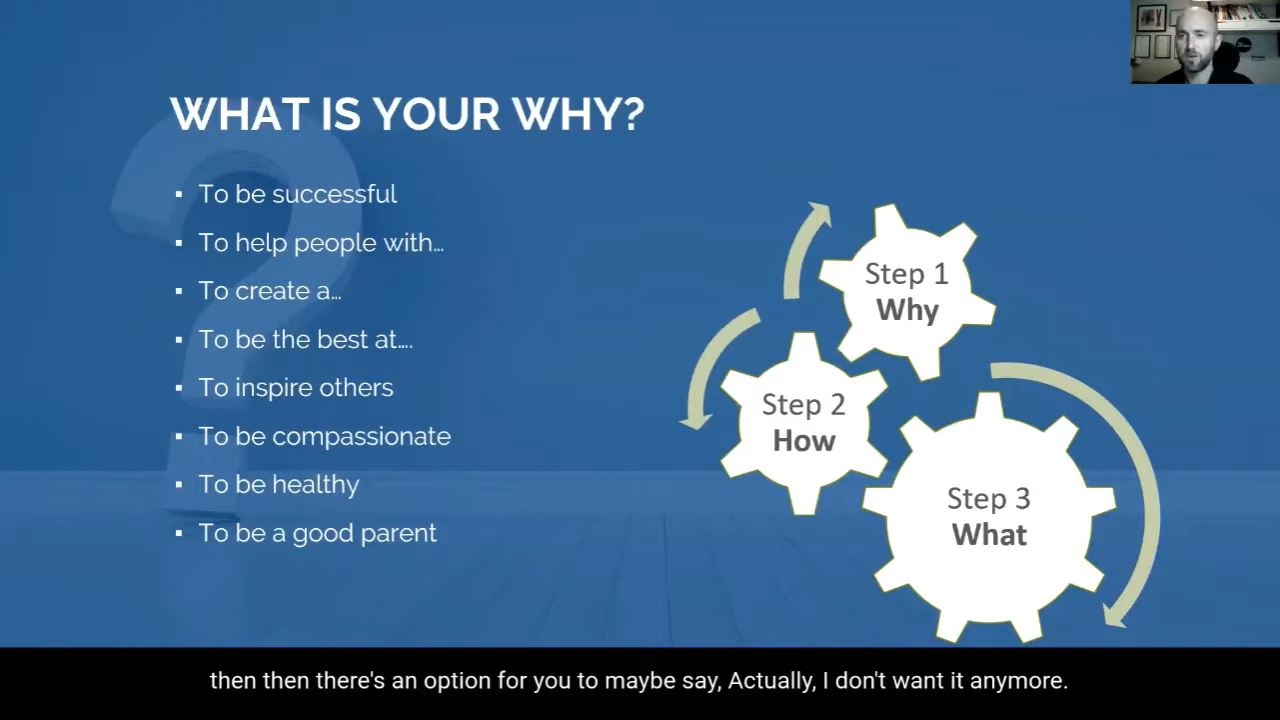 WHAT IS YOUR WHY?
▪ To be successful
▪ To help people with…
▪ To create a…
▪ To be the best at….
▪ To inspire others
▪ To be compassionate
▪ To be healthy
▪ To be a good parent
Step 1
Why
Step 2
How
Step 3
What
then then there's an option for you to maybe say, Actually, I don't want it anymore.